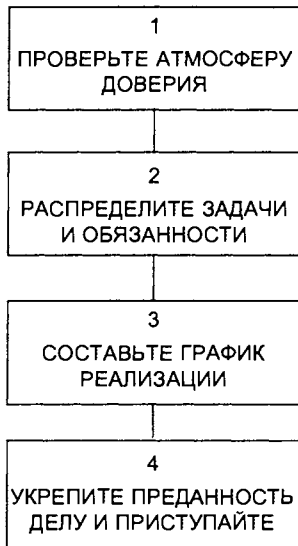 1
ПРОВЕРЬТЕ АТМОСФЕРУ
ДОВЕРИЯ
2
РАСПРЕДЕЛИТЕ ЗАДАЧИ
И ОБЯЗАННОСТИ
3
СОСТАВЬТЕ ГРАФИК
РЕАЛИЗАЦИИ
4
УКРЕПИТЕ ПРЕДАННОСТЬ
ДЕЛУ И ПРИСТУПАЙТЕ